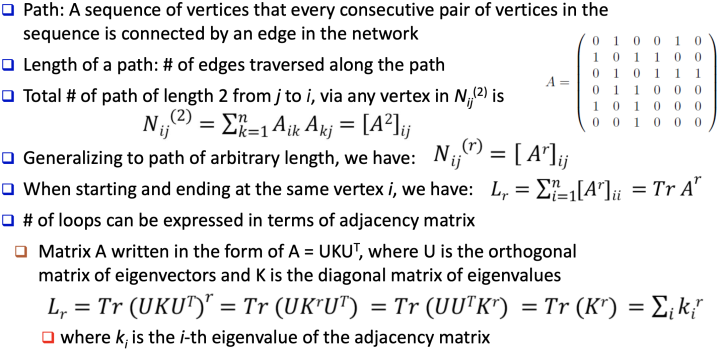 Path: A sequence of vertices that every consecutive pair of vertices in the
sequence is connected by an edge in the network
Length of a path: # of edges traversed along the path
A =
0 1 0 0 1 0
1 0 1 1 0 0
0 1 0 1 1 1
0 1 1 0 0 0
1 0 1 0 0 0
0 0 1 0 0 0
Total # of path of length 2 from j to i, via any vertex in Nᵢⱼ⁽²⁾ is
Nᵢⱼ⁽²⁾ = Σⁿₖ₌₁ Aᵢₖ Aₖⱼ = [A²]ᵢⱼ
Generalizing to path of arbitrary length, we have: Nᵢⱼ⁽ʳ⁾ = [ Aʳ]ᵢⱼ
When starting and ending at the same vertex i, we have: Lᵣ = Σⁿᵢ₌₁[Aʳ]ᵢᵢ = Tr Aʳ
# of loops can be expressed in terms of adjacency matrix
Matrix A written in the form of A = UKUᵀ, where U is the orthogonal
matrix of eigenvectors and K is the diagonal matrix of eigenvalues
Lᵣ = Tr (UKUᵀ)ʳ = Tr (UKʳUᵀ) = Tr (UUᵀKʳ) = Tr (Kʳ) = Σᵢ kᵢʳ
where kᵢ is the i-th eigenvalue of the adjacency matrix